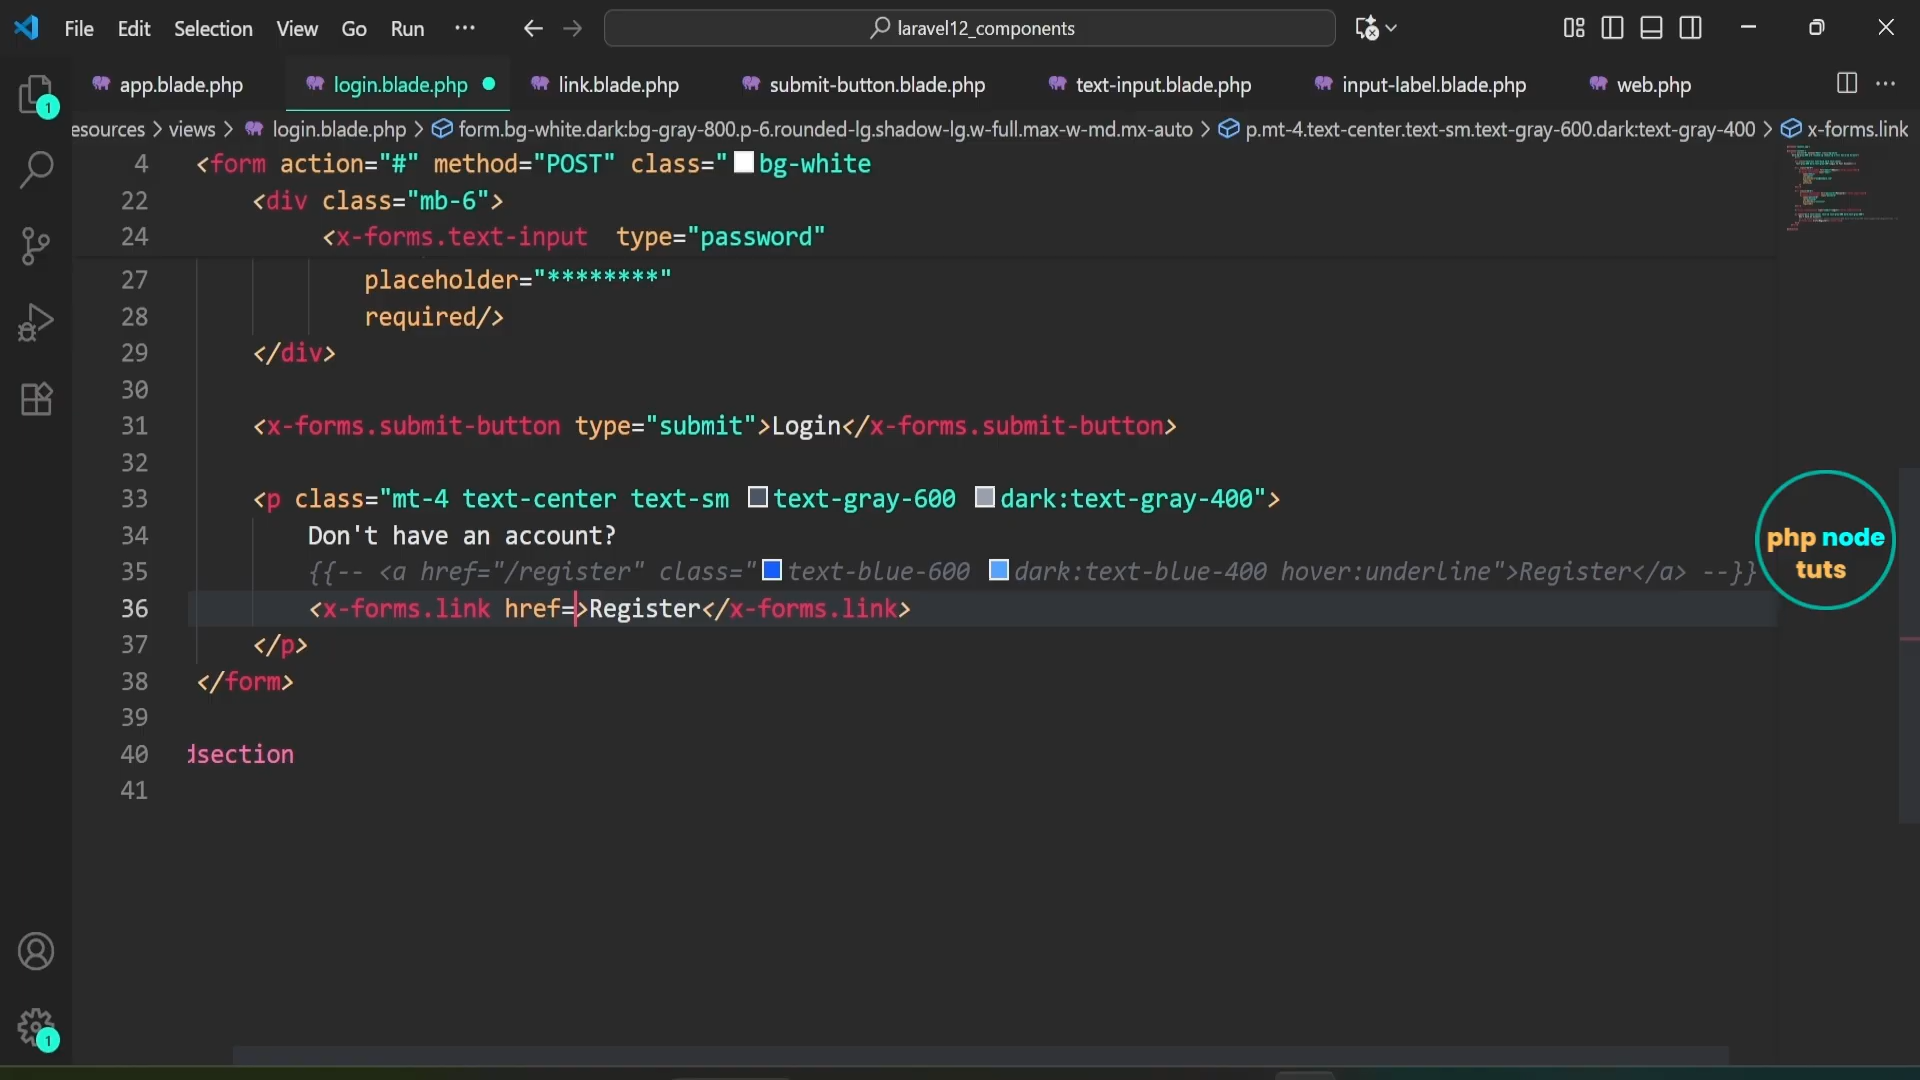 File Edit Selection View Go Run ··· laravel12_components
app.blade.php login.blade.php link.blade.php submit-button.blade.php text-input.blade.php input-label.blade.php web.php
esources > views > login.blade.php > form.bg-white.dark:bg-gray-800.p-6.rounded-lg.shadow-lg.w-full.max-w-md.mx-auto > p.mt-4.text-center.text-sm.text-gray-600.dark:text-gray-400 > x-forms.link
4 <form action="#" method="POST" class="bg-white
22 <div class="mb-6">
24 <x-forms.text-input  type="password"
27 placeholder="********"
28 required/>
29 </div>
30
31 <x-forms.submit-button type="submit">Login</x-forms.submit-button>
32
33 <p class="mt-4 text-center text-sm text-gray-600 dark:text-gray-400">
34 Don't have an account?
35 {{-- <a href="/register" class="text-blue-600 dark:text-blue-400 hover:underline">Register</a> --}}
36 <x-forms.link href=>Register</x-forms.link>
37 </p>
38 </form>
39
40 dsection
41
php node
tuts
1
1